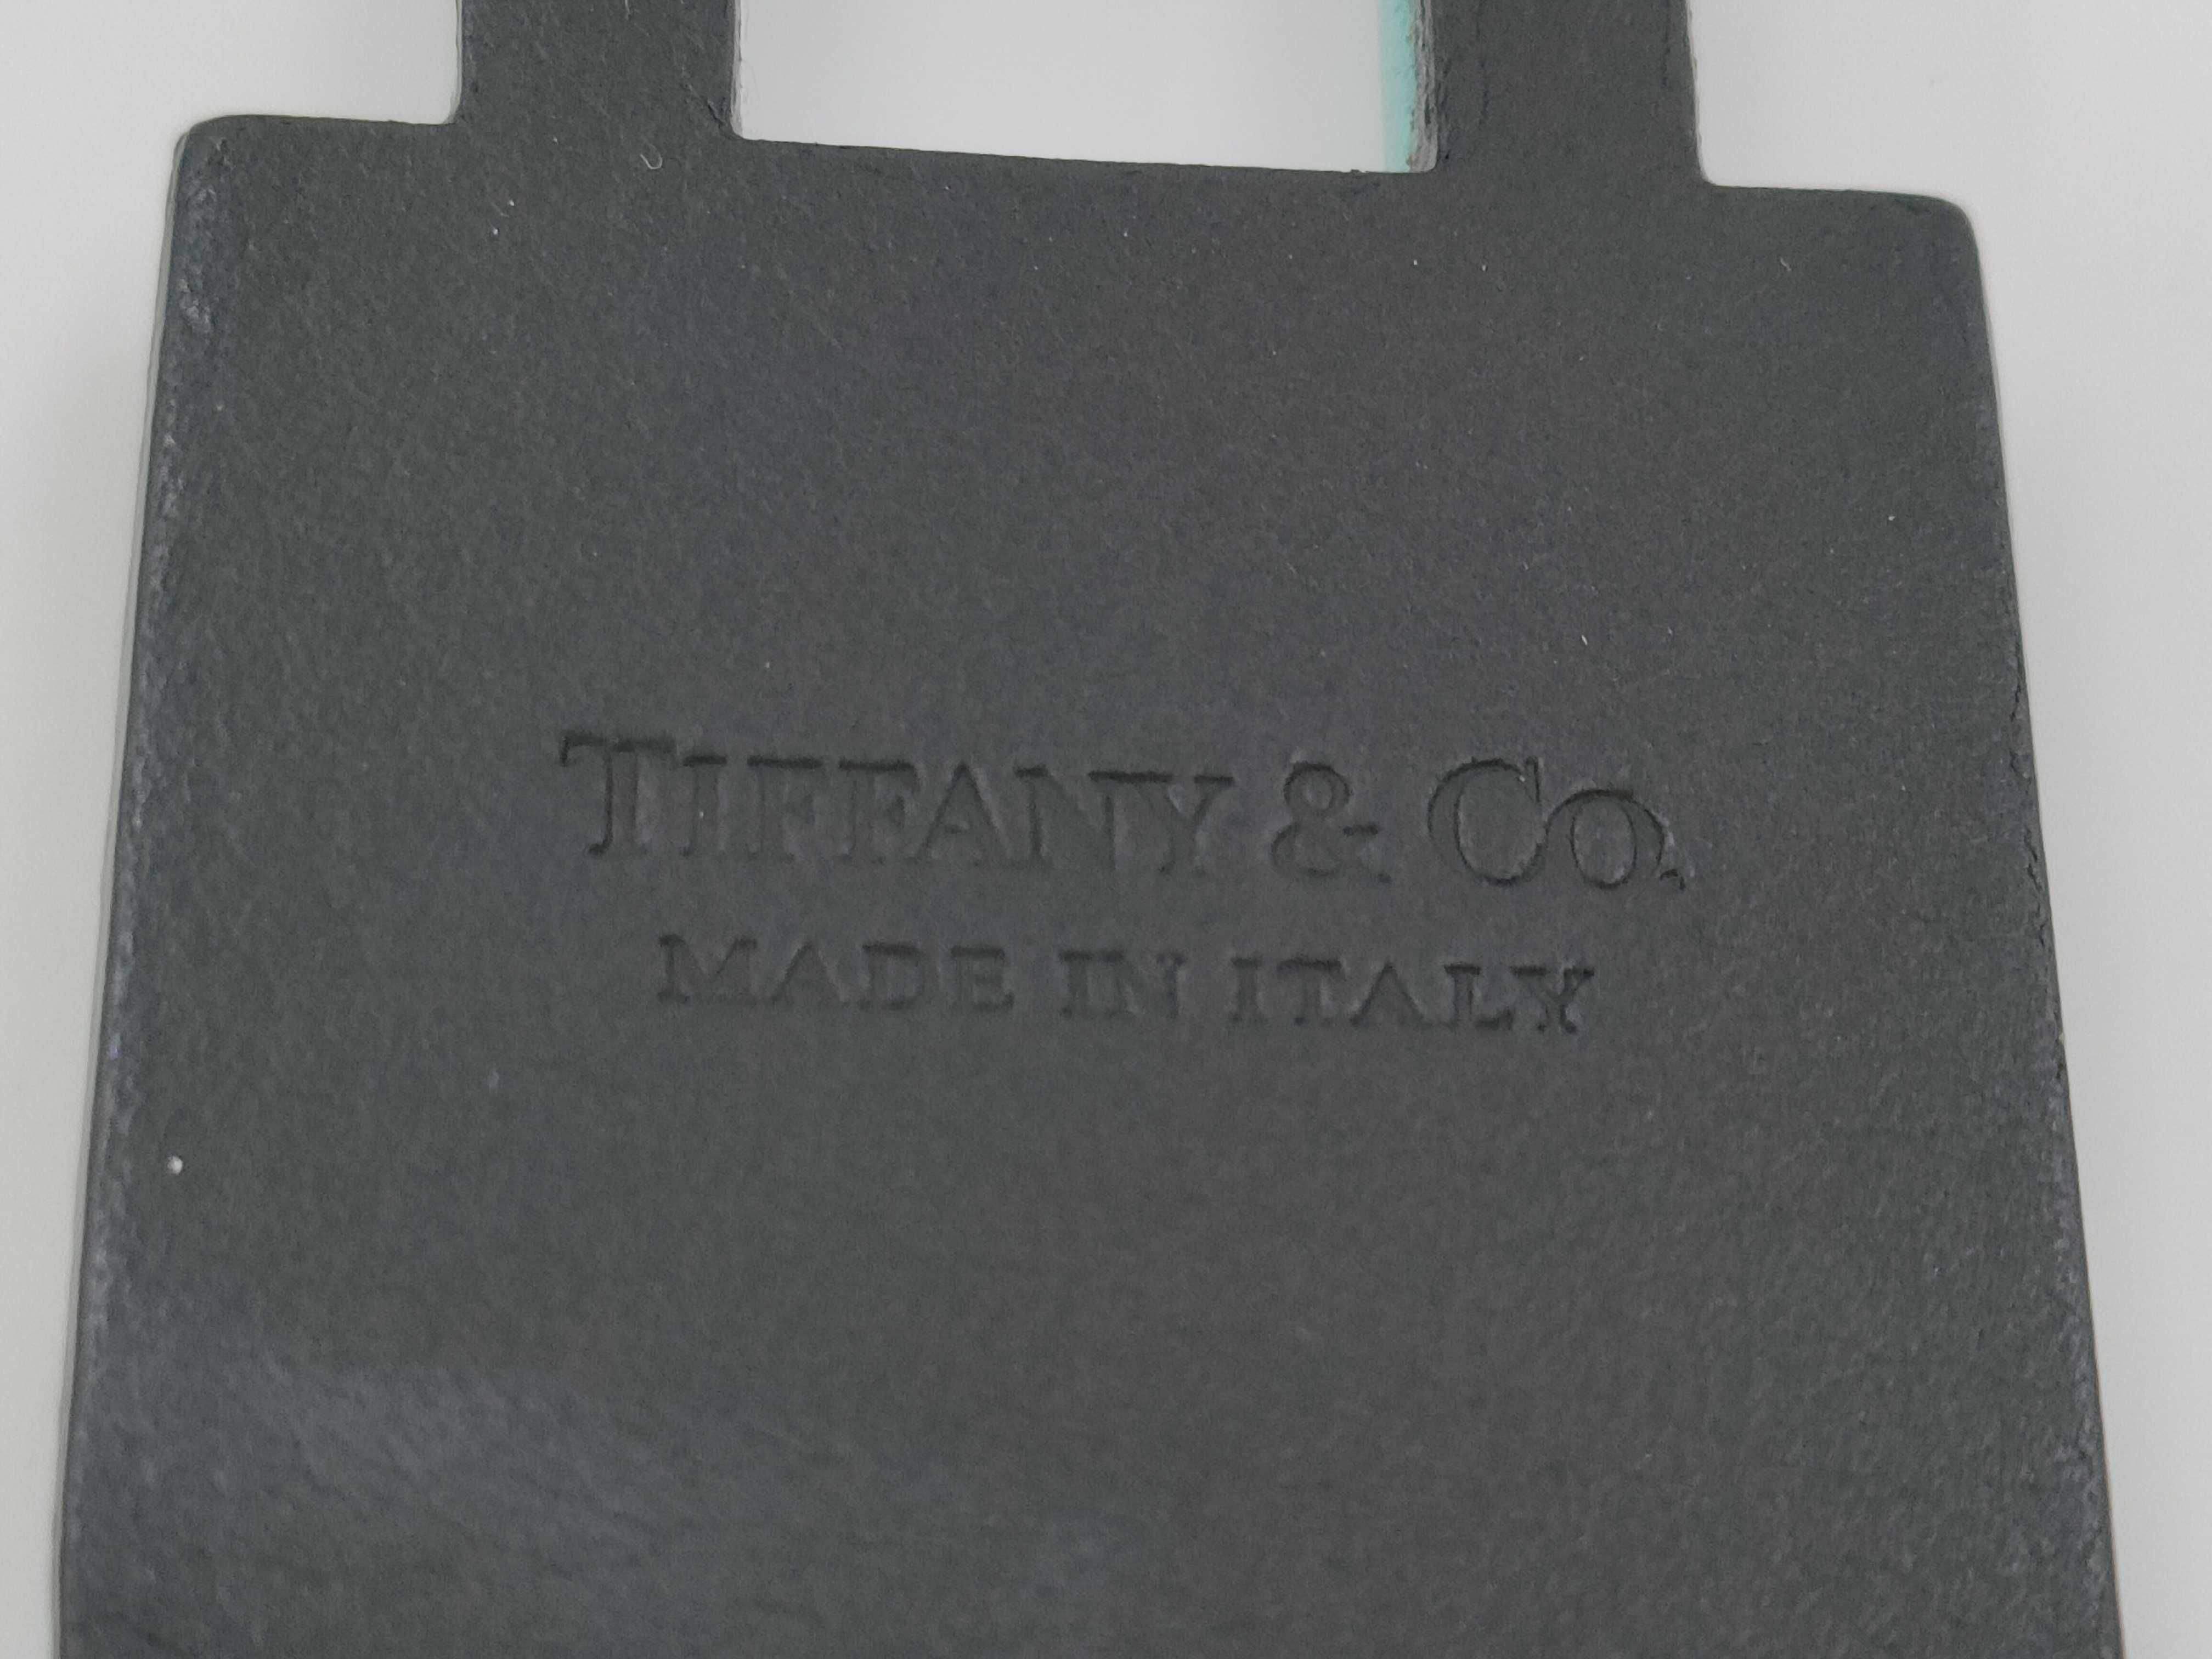 TIFFANY & CO.
MADE IN ITALY